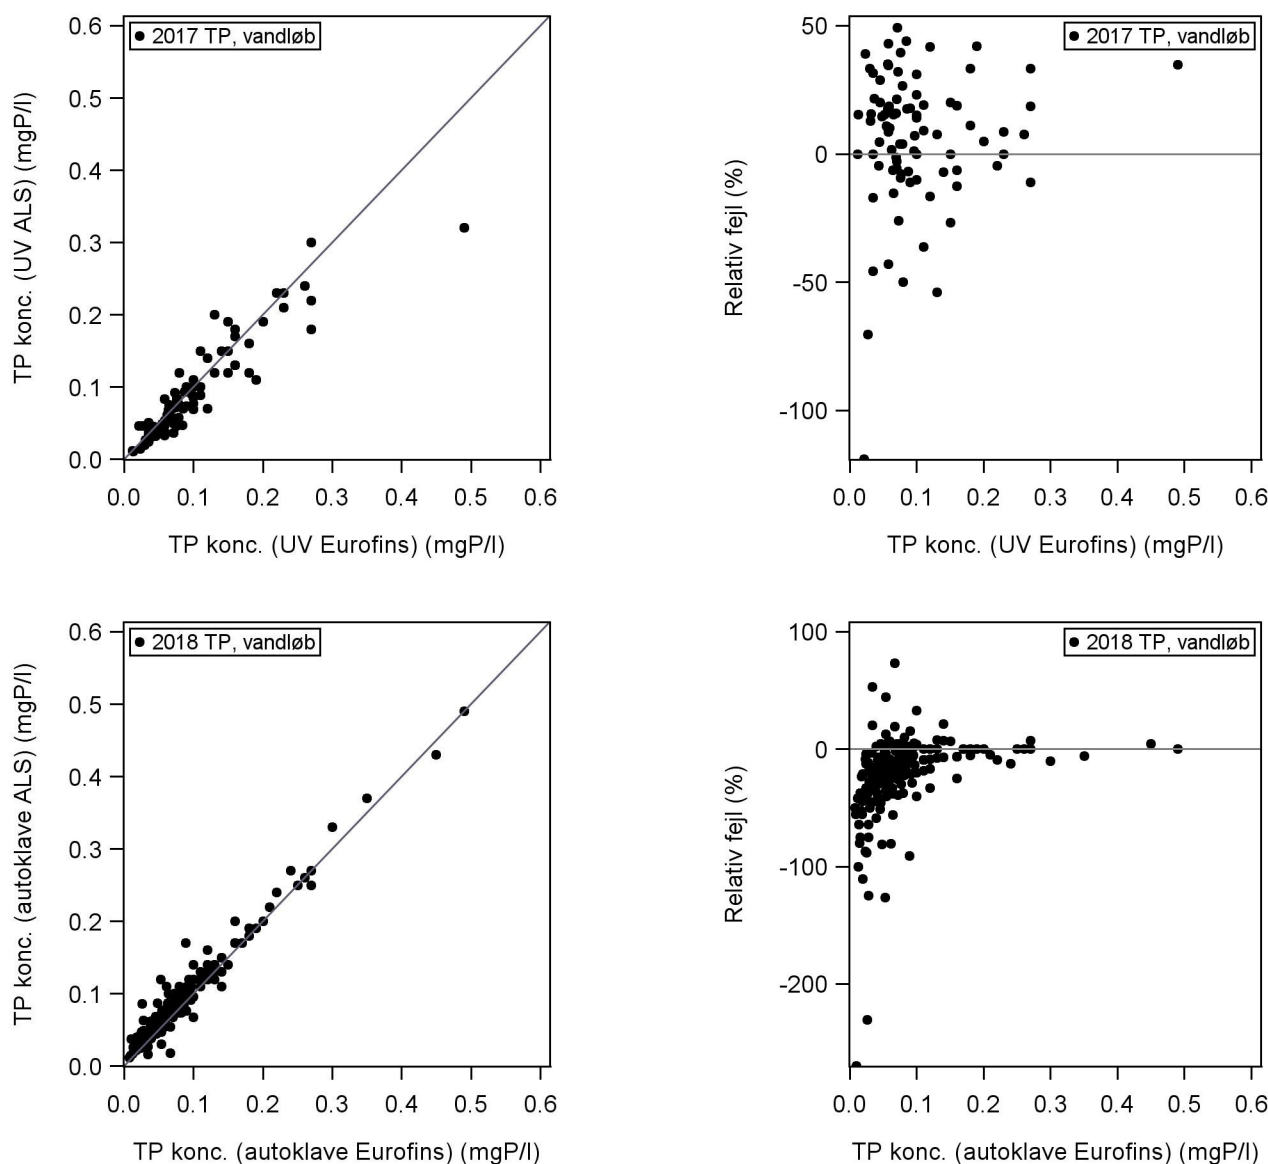 2017 TP, vandløb
0.6
0.5
0.4
0.3
0.2
0.1
0.0
TP konc. (UV ALS) (mgP/l)
0.0 0.1 0.2 0.3 0.4 0.5 0.6
TP konc. (UV Eurofins) (mgP/l)
2017 TP, vandløb
50
0
-50
-100
Relativ fejl (%)
0.0 0.1 0.2 0.3 0.4 0.5 0.6
TP konc. (UV Eurofins) (mgP/l)
2018 TP, vandløb
0.6
0.5
0.4
0.3
0.2
0.1
0.0
TP konc. (autoklave ALS) (mgP/l)
0.0 0.1 0.2 0.3 0.4 0.5 0.6
TP konc. (autoklave Eurofins) (mgP/l)
2018 TP, vandløb
100
0
-100
-200
Relativ fejl (%)
0.0 0.1 0.2 0.3 0.4 0.5 0.6
TP konc. (autoklave Eurofins) (mgP/l)